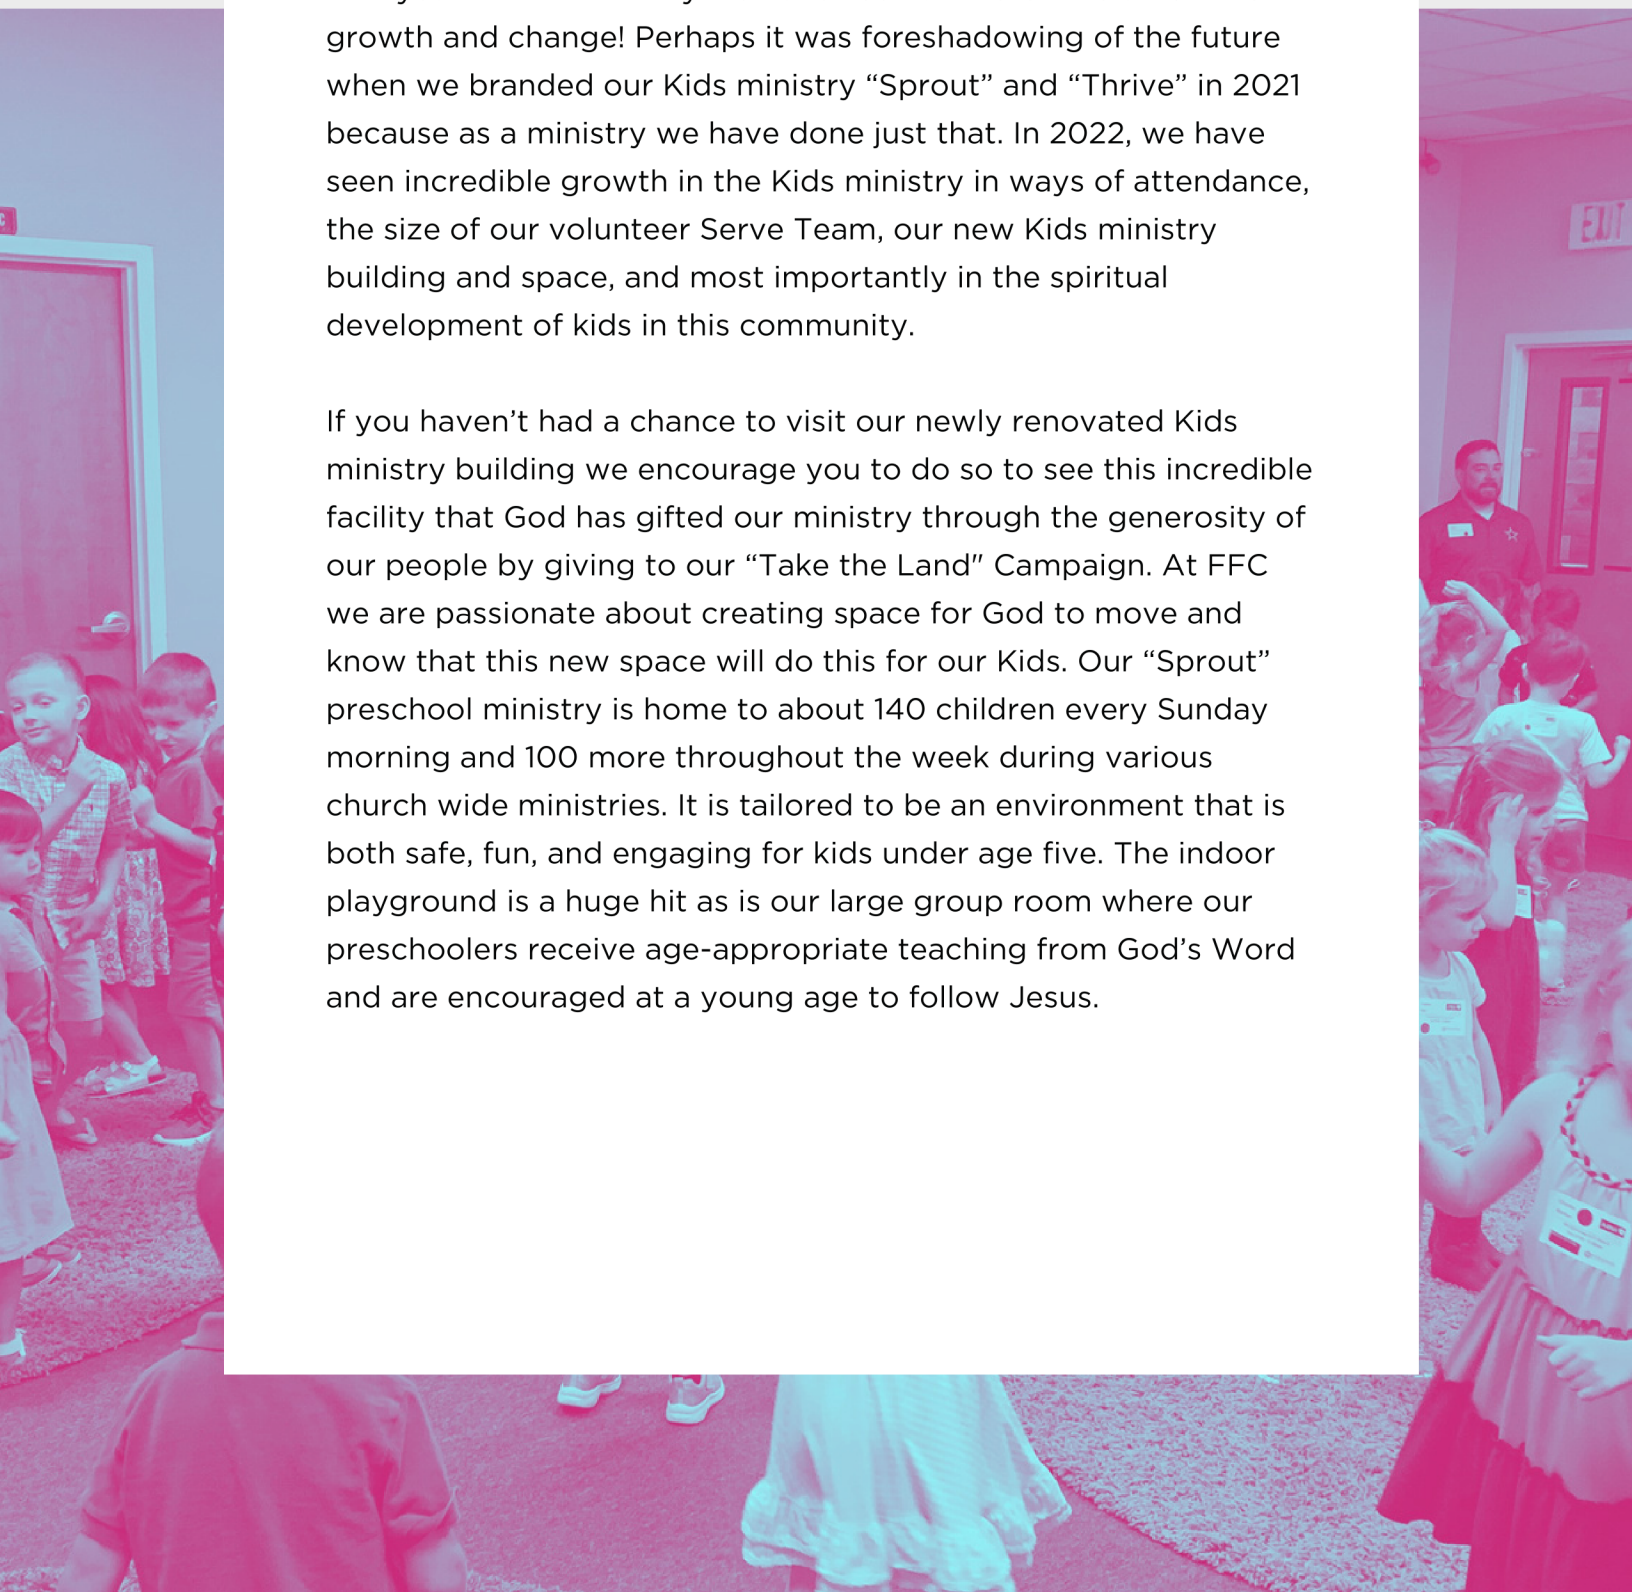 growth and change! Perhaps it was foreshadowing of the future
when we branded our Kids ministry “Sprout” and “Thrive” in 2021
because as a ministry we have done just that. In 2022, we have
seen incredible growth in the Kids ministry in ways of attendance,
the size of our volunteer Serve Team, our new Kids ministry
building and space, and most importantly in the spiritual
development of kids in this community.
If you haven’t had a chance to visit our newly renovated Kids
ministry building we encourage you to do so to see this incredible
facility that God has gifted our ministry through the generosity of
our people by giving to our “Take the Land" Campaign. At FFC
we are passionate about creating space for God to move and
know that this new space will do this for our Kids. Our “Sprout”
preschool ministry is home to about 140 children every Sunday
morning and 100 more throughout the week during various
church wide ministries. It is tailored to be an environment that is
both safe, fun, and engaging for kids under age five. The indoor
playground is a huge hit as is our large group room where our
preschoolers receive age-appropriate teaching from God’s Word
and are encouraged at a young age to follow Jesus.
EXIT